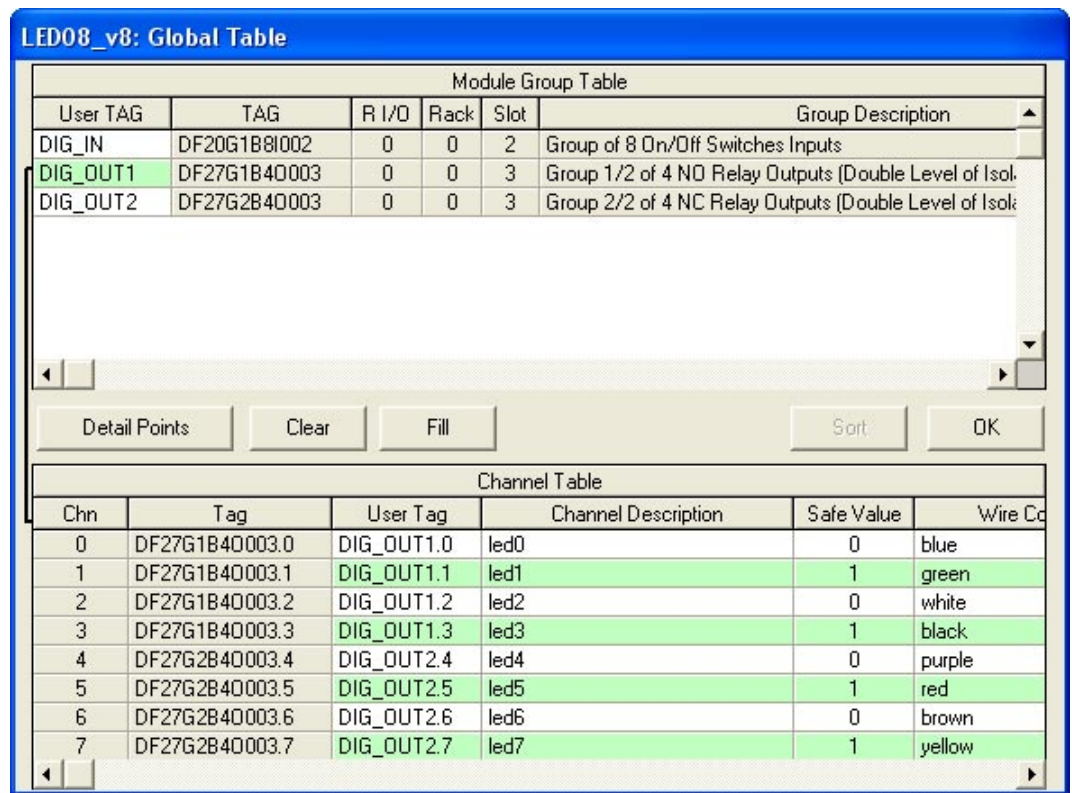 LED08_v8: Global Table
Module Group Table
User TAG TAG R I/O Rack Slot Group Description
DIG_IN DF20G1B8I002 0 0 2 Group of 8 On/Off Switches Inputs
DIG_OUT1 DF27G1B4O003 0 0 3 Group 1/2 of 4 NO Relay Outputs (Double Level of Isol
DIG_OUT2 DF27G2B4O003 0 0 3 Group 2/2 of 4 NC Relay Outputs (Double Level of Isola
Detail Points Clear Fill Sort OK
Channel Table
Chn Tag User Tag Channel Description Safe Value Wire Co
0 DF27G1B4O003.0 DIG_OUT1.0 led0 0 blue
1 DF27G1B4O003.1 DIG_OUT1.1 led1 1 green
2 DF27G1B4O003.2 DIG_OUT1.2 led2 0 white
3 DF27G1B4O003.3 DIG_OUT1.3 led3 1 black
4 DF27G2B4O003.4 DIG_OUT2.4 led4 0 purple
5 DF27G2B4O003.5 DIG_OUT2.5 led5 1 red
6 DF27G2B4O003.6 DIG_OUT2.6 led6 0 brown
7 DF27G2B4O003.7 DIG_OUT2.7 led7 1 yellow